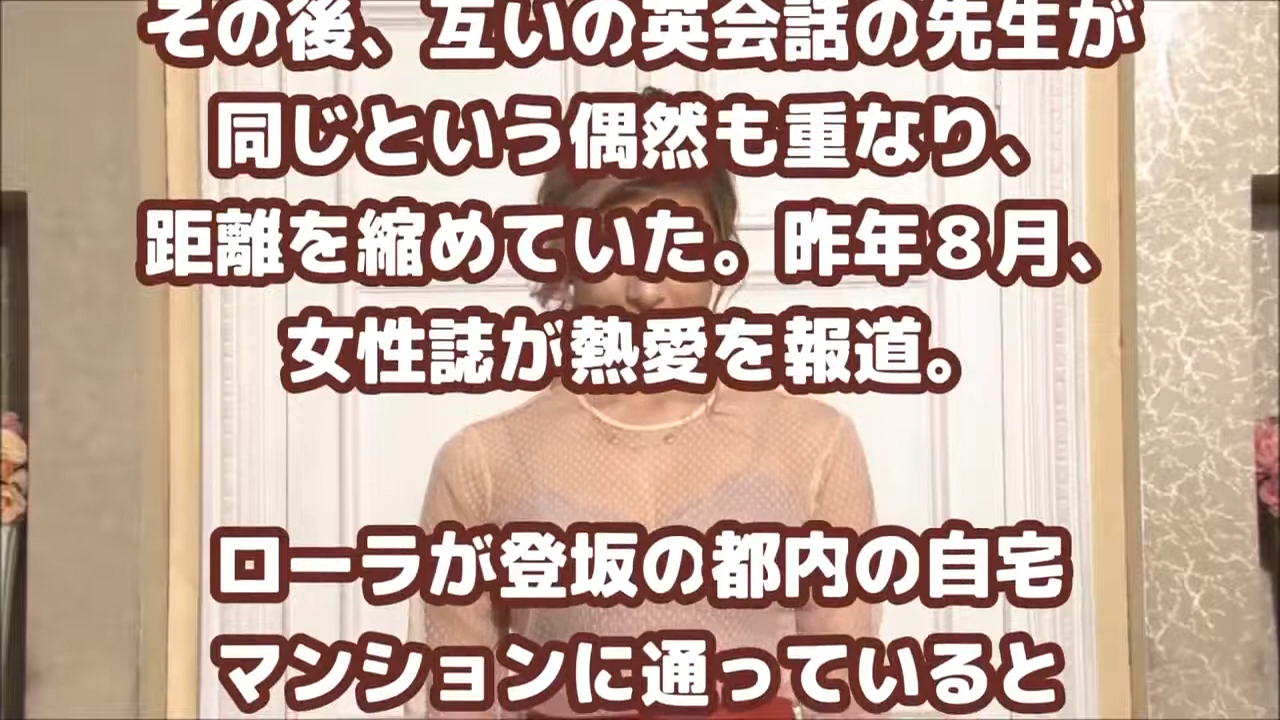 その後、互いの英会話の先生が
同じという偶然も重なり、
距離を縮めていた。昨年８月、
女性誌が熱愛を報道。
ローラが登坂の都内の自宅
マンションに通っていると